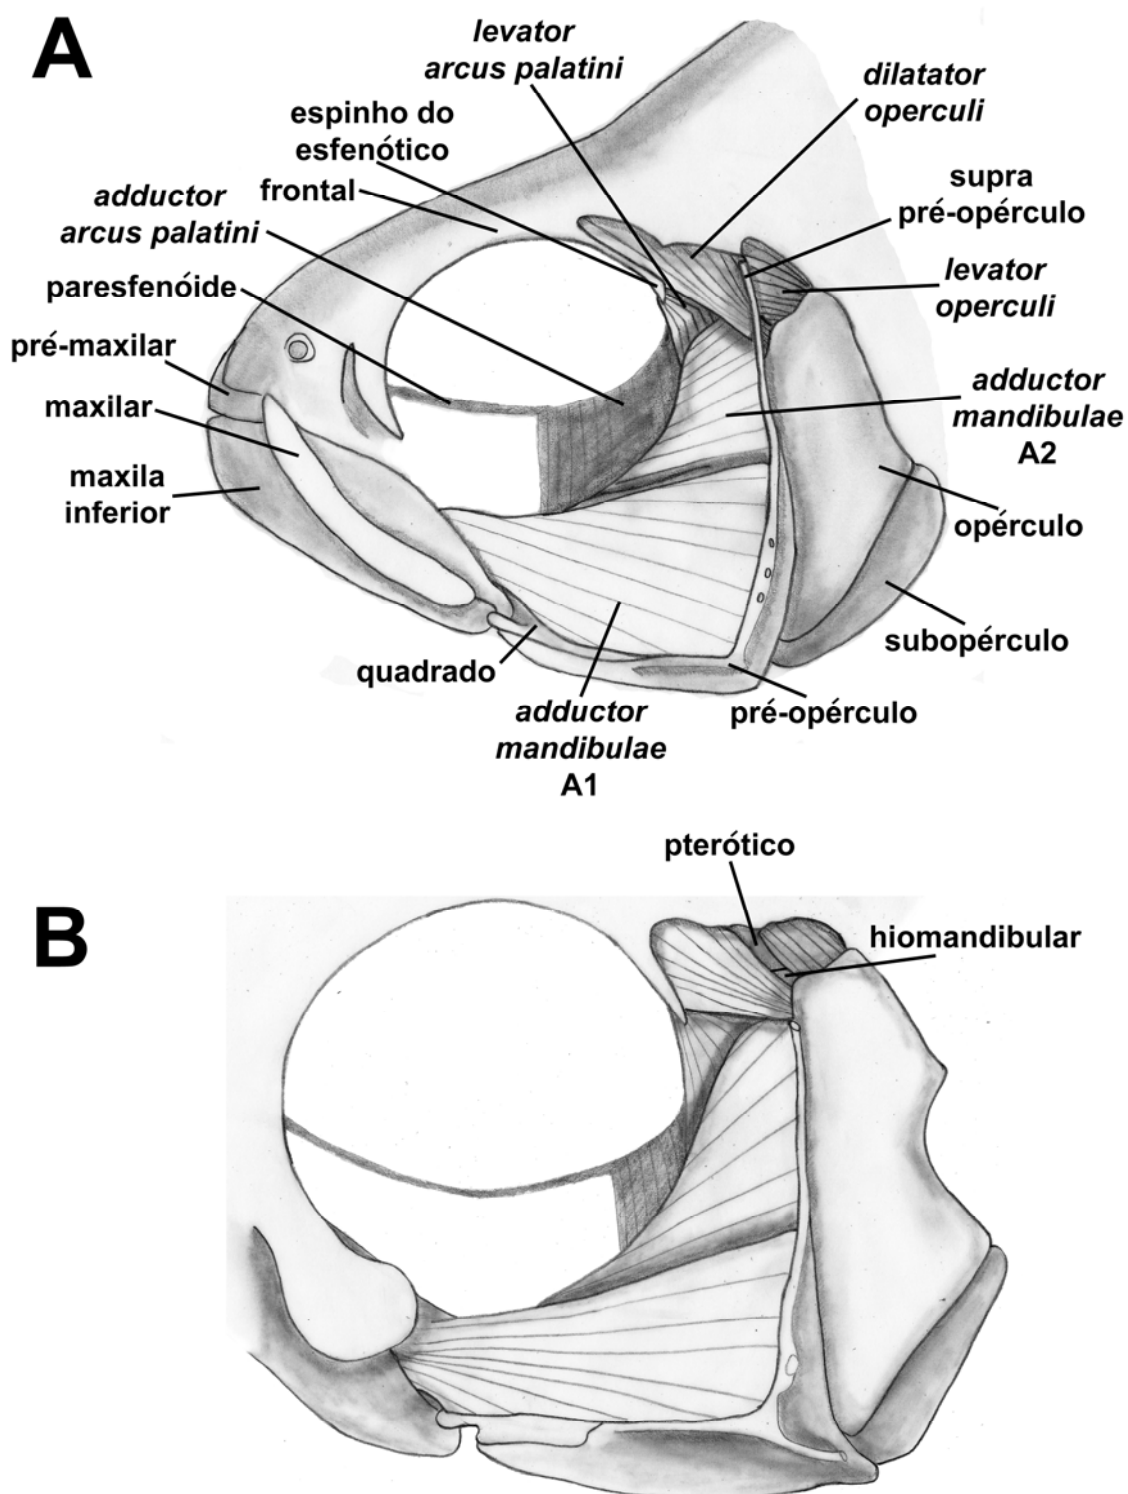 A
levator
arcus palatini
dilatator
operculi
espinho do
esfenótico
frontal
supra
pré-opérculo
adductor
arcus palatini
levator
operculi
paresfenóide
pré-maxilar
adductor
mandibulae
A2
maxilar
maxila
inferior
opérculo
subopérculo
quadrado
pré-opérculo
adductor
mandibulae
A1
pterótico
B
hiomandibular